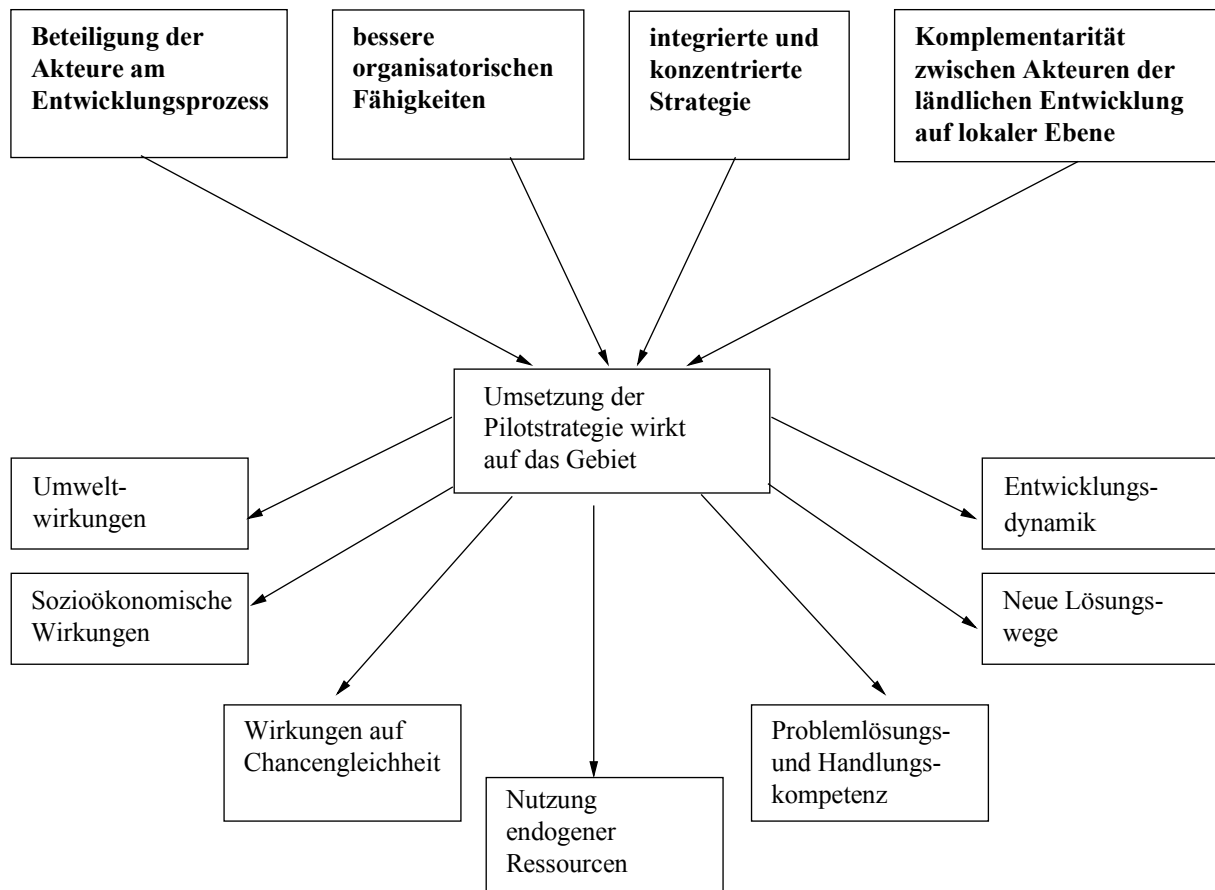 Beteiligung der
Akteure am
Entwicklungsprozess
bessere
organisatorischen
Fähigkeiten
integrierte und
konzentrierte
Strategie
Komplementarität
zwischen Akteuren der
ländlichen Entwicklung
auf lokaler Ebene
Umsetzung der
Pilotstrategie wirkt
auf das Gebiet
Umwelt-
wirkungen
Sozioökonomische
Wirkungen
Wirkungen auf
Chancengleichheit
Nutzung
endogener
Ressourcen
Problemlösungs-
und Handlungs-
kompetenz
Neue Lösungs-
wege
Entwicklungs-
dynamik